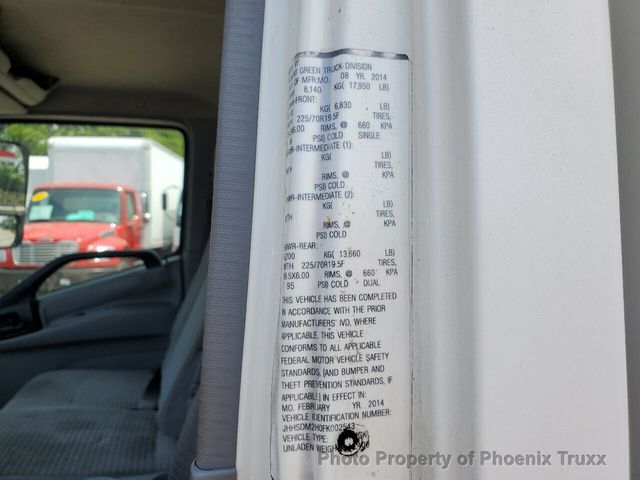 GREEN TRUCK DIVISION
OF MFR:MO. 08 YR. 2014
8,140 KG( 17,950 LB)
-FRONT:
KG( 6,830 LB)
225/70R19.5F TIRES,
RIMS, @ 660 KPA
PSI) COLD SINGLE
-INTERMEDIATE (1):
KG( LB)
TIRES,
RIMS, @ KPA
PSI) COLD
-INTERMEDIATE (2):
KG( LB)
TIRES,
RIMS, @ KPA
PSI) COLD
-REAR:
KG( 13,660 LB)
225/70R19.5F TIRES,
9.5X6.00 RIMS, @ 660 KPA
95 PSI) COLD DUAL
THIS VEHICLE HAS BEEN COMPLETED
IN ACCORDANCE WITH THE PRIOR
MANUFACTURERS' IVD, WHERE
APPLICABLE, THIS VEHICLE
CONFORMS TO ALL APPLICABLE
FEDERAL MOTOR VEHICLE SAFETY
STANDARDS, [AND BUMPER AND
THEFT PREVENTION STANDARDS, IF
APPLICABLE] IN EFFECT IN:
MO. FEBRUARY YR. 2014
VEHICLE IDENTIFICATION NUMBER:
JHHSDM2H0FK002543
VEHICLE TYPE:
UNLADEN WEIGHT
Photo Property of Phoenix Truxx